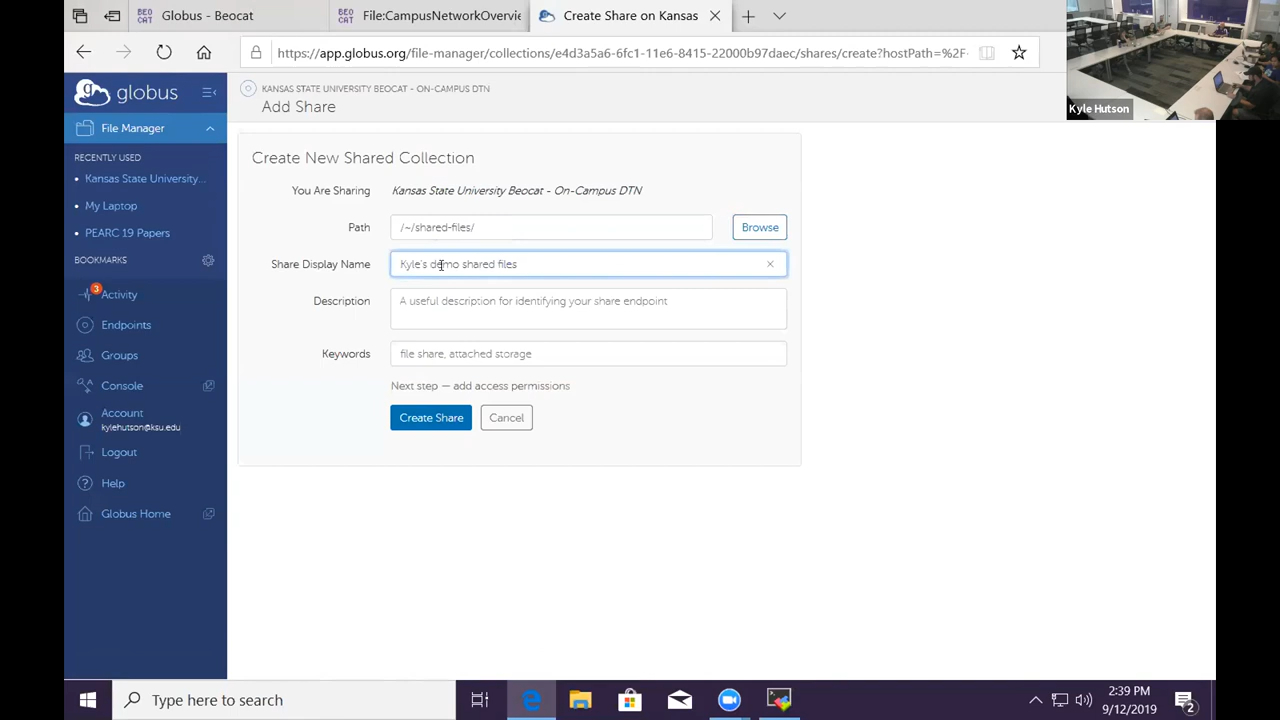 Globus - Beocat
File:CampusNetworkOvervie
Create Share on Kansas
https://app.globus.org/file-manager/collections/e4d3a5a6-6fc1-11e6-8415-22000b97daec/shares/create?hostPath=%2F-
Kyle Hutson
globus
KANSAS STATE UNIVERSITY BEOCAT - ON-CAMPUS DTN
Add Share
File Manager
RECENTLY USED
Kansas State University...
My Laptop
PEARC 19 Papers
BOOKMARKS
3
Activity
Endpoints
Groups
Console
Account
kylehutson@ksu.edu
Logout
Help
Globus Home
Create New Shared Collection
You Are Sharing Kansas State University Beocat - On-Campus DTN
Path /~/shared-files/ Browse
Share Display Name Kyle's demo shared files
Description A useful description for identifying your share endpoint
Keywords file share, attached storage
Next step — add access permissions
Create Share Cancel
Type here to search
2:39 PM
9/12/2019
2